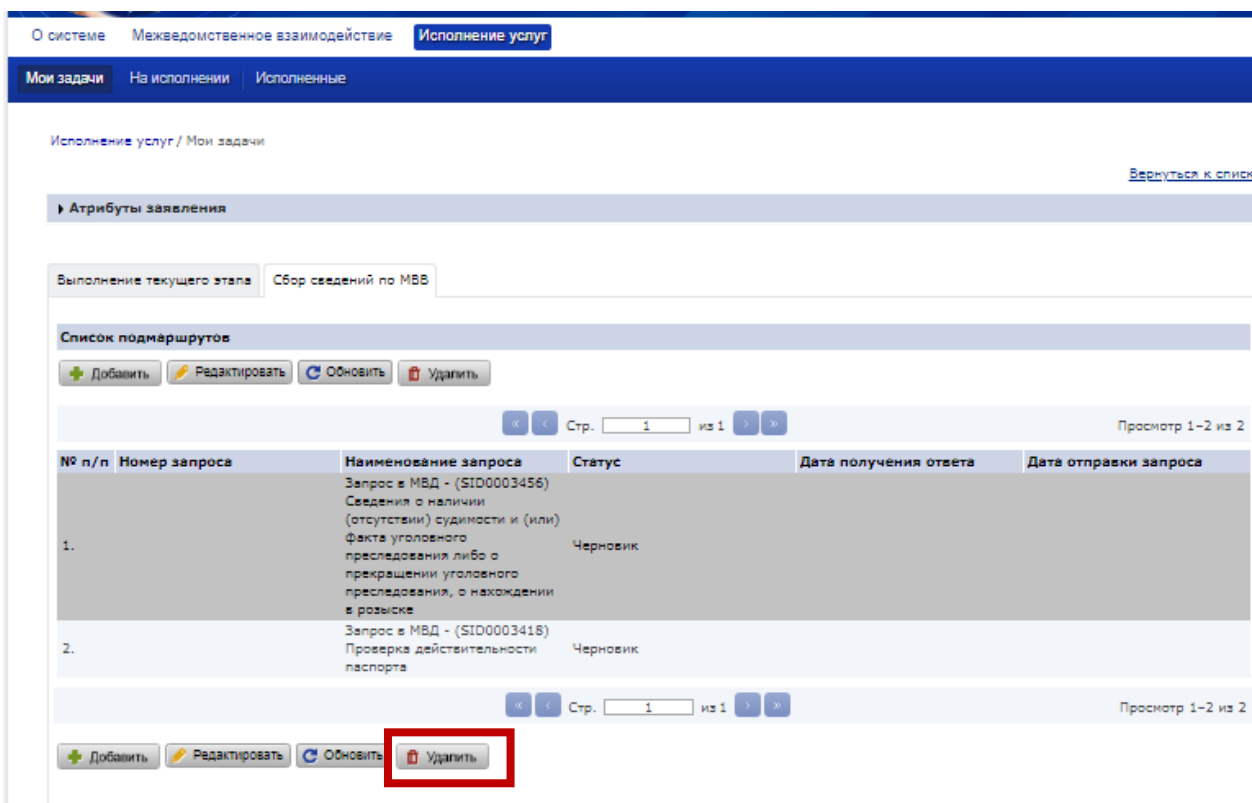 О системе Межведомственное взаимодействие Исполнение услуг
Мои задачи На исполнении Исполненные
Исполнение услуг / Мои задачи
Вернуться к списк
Атрибуты заявления
Выполнение текущего этапа Сбор сведений по МВВ
Список подмаршрутов
Добавить Редактировать Обновить Удалить
« ‹ Стр. 1 из 1 › » Просмотр 1–2 из 2
№ п/п Номер запроса Наименование запроса Статус Дата получения ответа Дата отправки запроса
Запрос в МВД - (SID0003456)
Сведения о наличии
(отсутствии) судимости и (или)
факта уголовного
1. преследования либо о Черновик
прекращении уголовного
преследования, о нахождении
в розыске
Запрос в МВД - (SID0003418)
2. Проверка действительности Черновик
паспорта
« ‹ Стр. 1 из 1 › » Просмотр 1–2 из 2
Добавить Редактировать Обновить Удалить